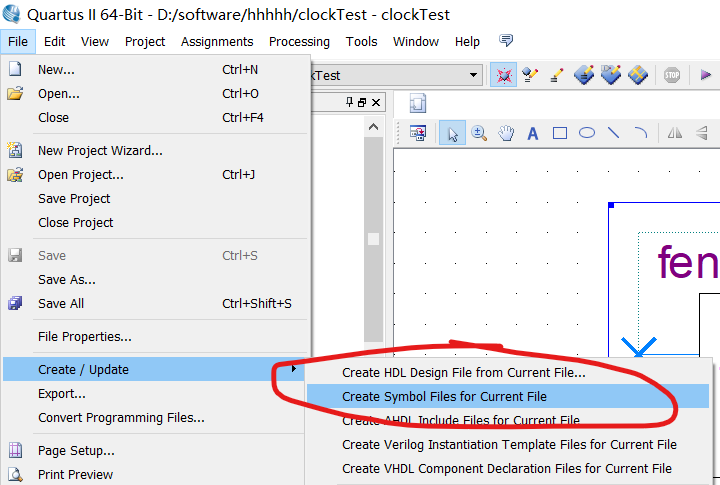 Quartus II 64-Bit - D:/software/hhhhh/clockTest - clockTest
File Edit View Project Assignments Processing Tools Window Help
New... Ctrl+N
kTest
STOP
Open... Ctrl+O
Close Ctrl+F4
A
New Project Wizard...
Open Project... Ctrl+J
Save Project
Close Project
Save Ctrl+S
fen
Save As...
Save All Ctrl+Shift+S
File Properties...
Create / Update
Create HDL Design File from Current File...
Export...
Create Symbol Files for Current File
Convert Programming Files...
Create AHDL Include Files for Current File
Page Setup...
Create Verilog Instantiation Template Files for Current File
Print Preview
Create VHDL Component Declaration Files for Current File